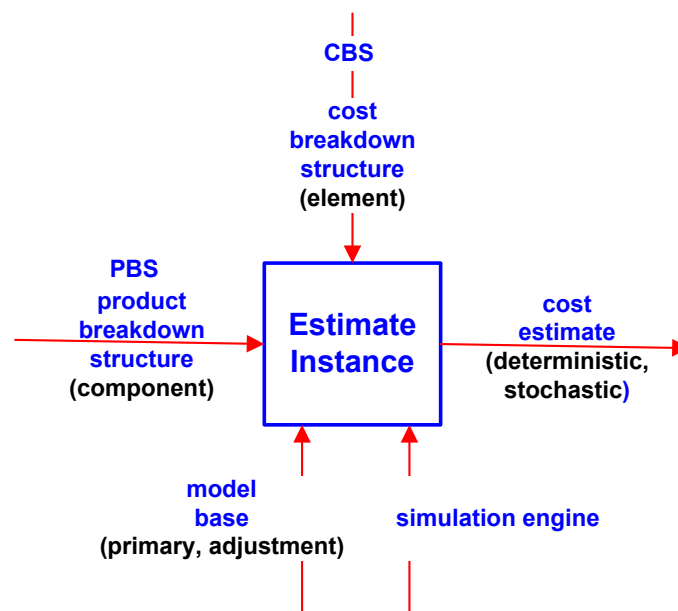 CBS
cost
breakdown
structure
(element)
PBS
product
breakdown
structure
(component)
Estimate
Instance
cost
estimate
(deterministic,
stochastic)
model
base
(primary, adjustment)
simulation engine